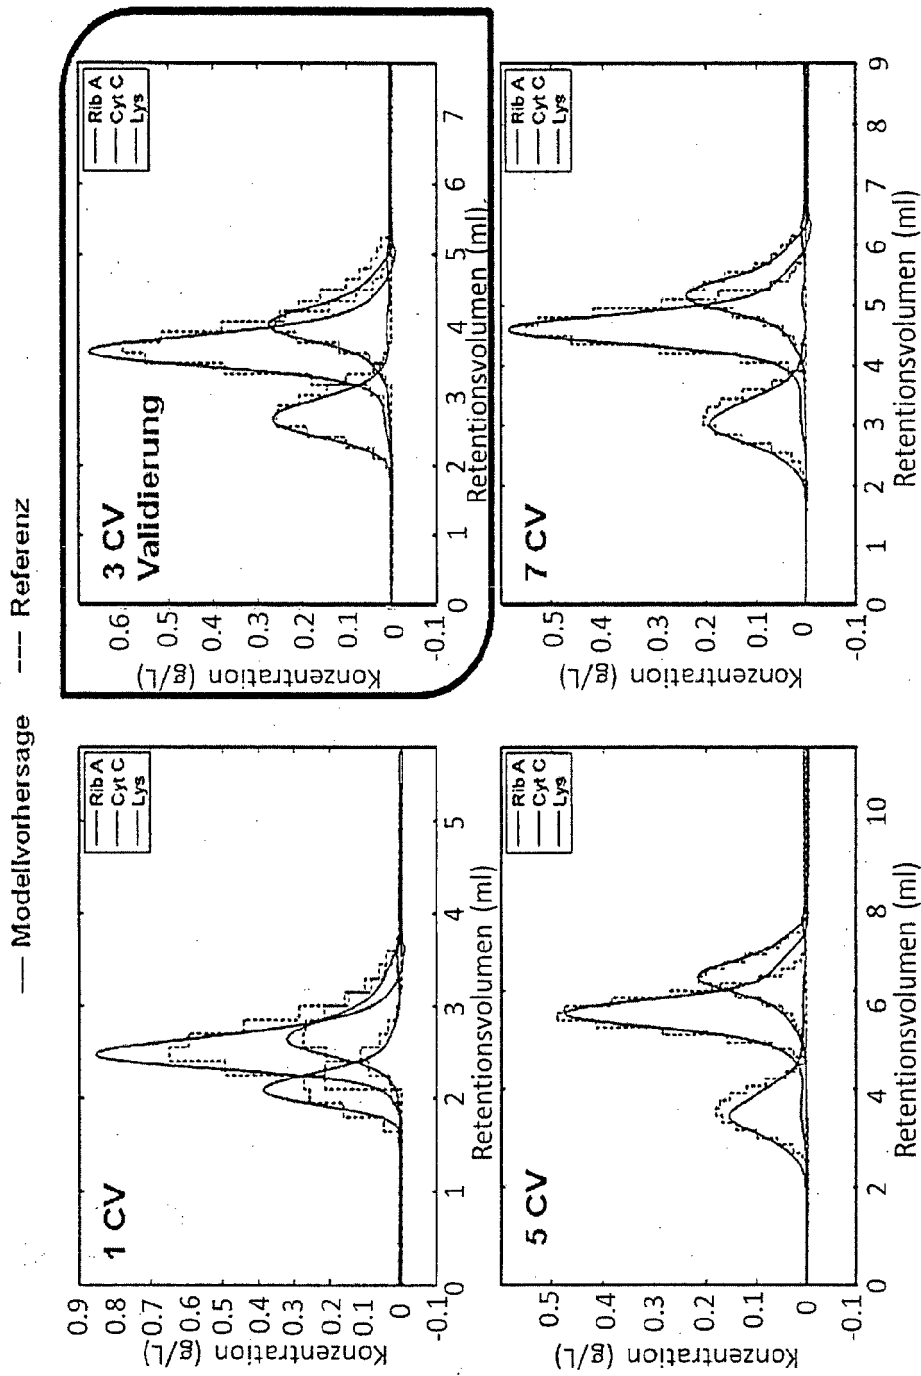 Modellvorhersage --- Referenz
1 CV
Rib A
Cyt C
Lys
0.9
0.8
0.7
0.6
0.5
0.4
0.3
0.2
0.1
0
-0.1
Konzentration (g/L)
0 1 2 3 4 5
Retentionsvolumen (ml)
3 CV
Validierung
Rib A
Cyt C
Lys
0.6
0.5
0.4
0.3
0.2
0.1
0
-0.1
Konzentration (g/L)
0 1 2 3 4 5 6 7
Retentionsvolumen (ml)
5 CV
Rib A
Cyt C
Lys
0.5
0.4
0.3
0.2
0.1
0
-0.1
Konzentration (g/L)
0 2 4 6 8 10
Retentionsvolumen (ml)
7 CV
Rib A
Cyt C
Lys
0.5
0.4
0.3
0.2
0.1
0
-0.1
Konzentration (g/L)
0 1 2 3 4 5 6 7 8 9
Retentionsvolumen (ml)